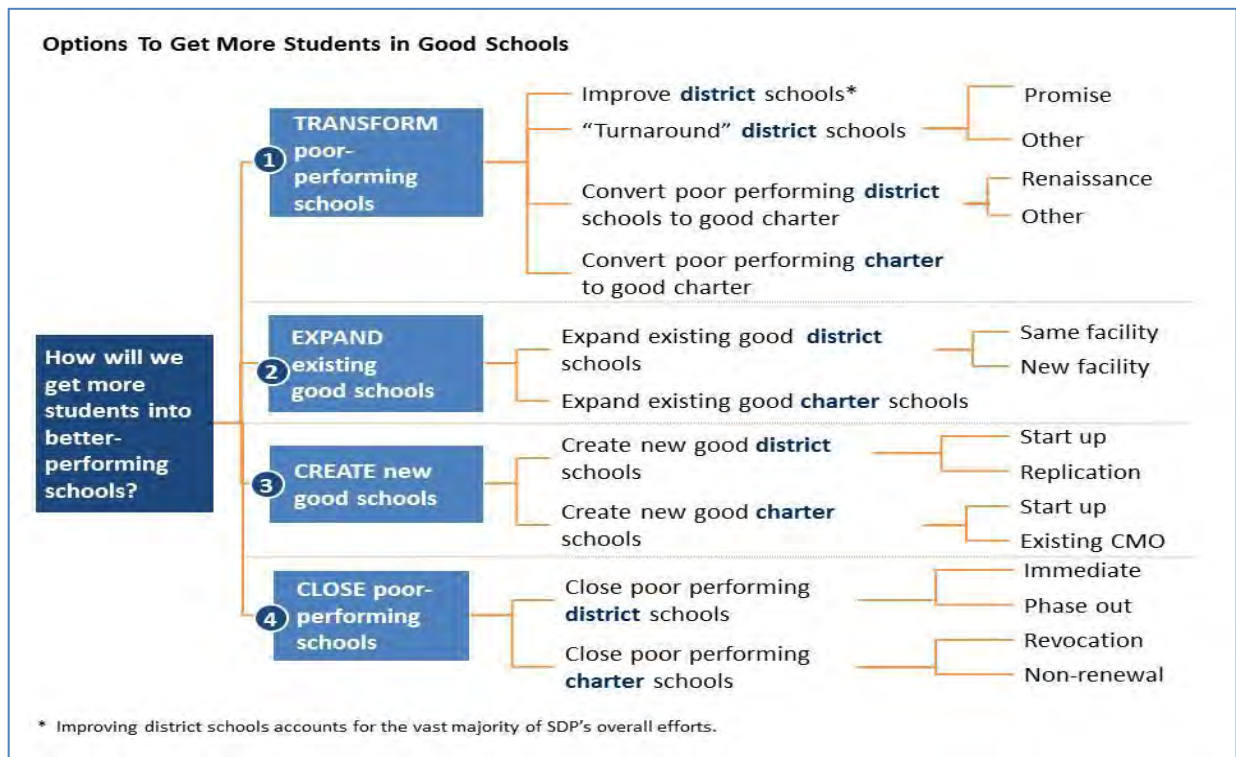 Options To Get More Students in Good Schools
How will we
get more
students into
better-
performing
schools?
1
TRANSFORM
poor-
performing
schools
Improve district schools*
“Turnaround” district schools
Promise
Other
Convert poor performing district
schools to good charter
Renaissance
Other
Convert poor performing charter
to good charter
2
EXPAND
existing
good schools
Expand existing good district
schools
Same facility
New facility
Expand existing good charter schools
3
CREATE new
good schools
Create new good district
schools
Start up
Replication
Create new good charter
schools
Start up
Existing CMO
4
CLOSE poor-
performing
schools
Close poor performing
district schools
Immediate
Phase out
Close poor performing
charter schools
Revocation
Non-renewal
* Improving district schools accounts for the vast majority of SDP’s overall efforts.